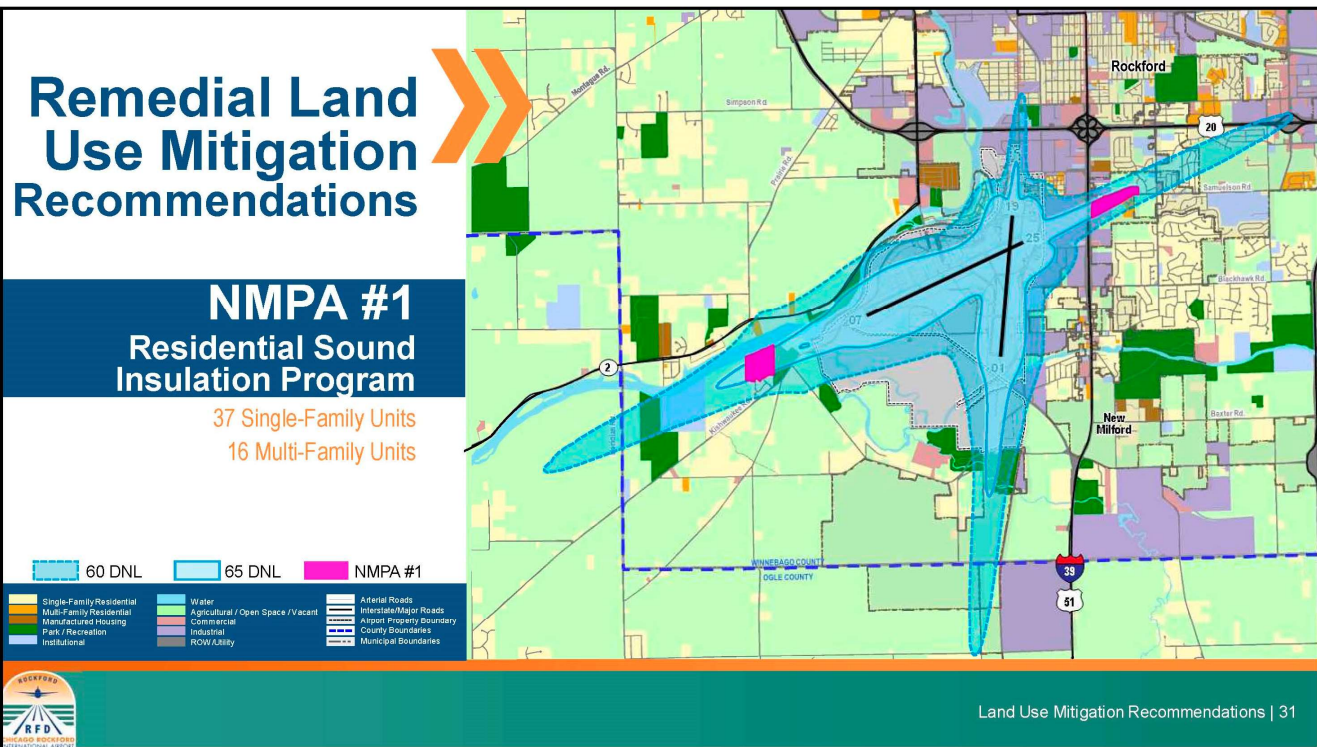 Remedial Land
Use Mitigation
Recommendations
NMPA #1
Residential Sound
Insulation Program
37 Single-Family Units
16 Multi-Family Units
60 DNL
65 DNL
NMPA #1
Single-Family Residential
Multi-Family Residential
Manufactured Housing
Park / Recreation
Institutional
Water
Agricultural / Open Space / Vacant
Commercial
Industrial
ROW/Utility
Arterial Roads
Interstate/Major Roads
Airport Property Boundary
County Boundaries
Municipal Boundaries
Montague Rd.
Simpson Rd
Prairie Rd.
Rockford
20
Samuelson Rd
19
25
Blackhawk Rd.
07
2
01
Kishwaukee Rd
New
Milford
Baxter Rd.
WINNEBAGO COUNTY
OGLE COUNTY
39
51
ROCKFORD
RFD
CHICAGO ROCKFORD
INTERNATIONAL AIRPORT
Land Use Mitigation Recommendations | 31